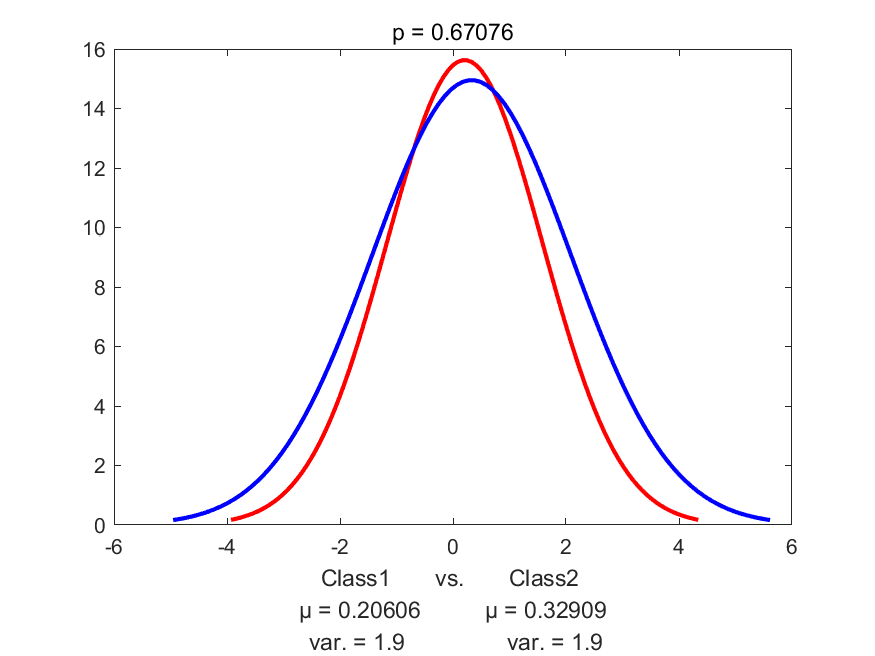 p = 0.67076
16
14
12
10
8
6
4
2
0
-6 -4 -2 0 2 4 6
Class1 vs. Class2
μ = 0.20606 μ = 0.32909
var. = 1.9 var. = 1.9